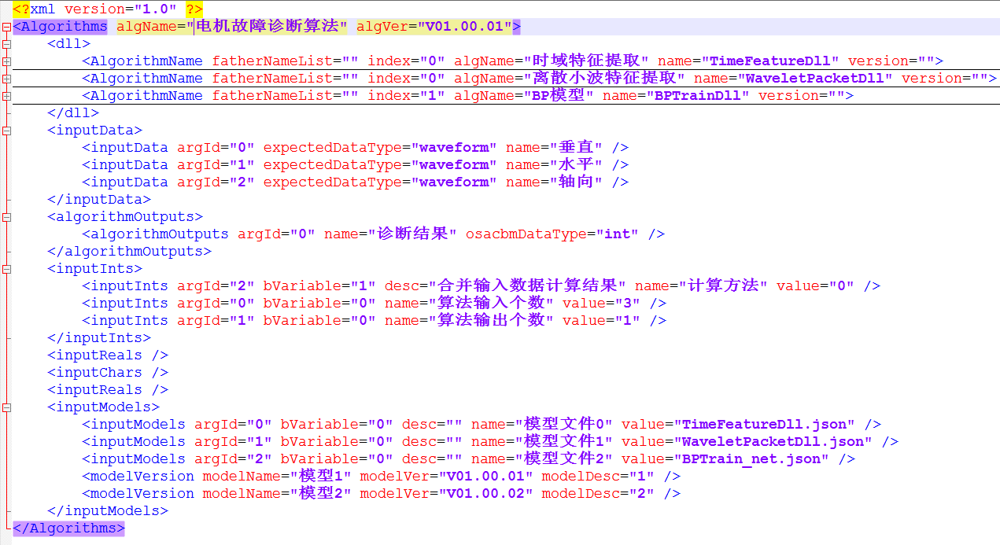 <?xml version="1.0" ?>
<Algorithms algName="电机故障诊断算法" algVer="V01.00.01">
<dll>
<AlgorithmName fatherNameList="" index="0" algName="时域特征提取" name="TimeFeatureDll" version="">
<AlgorithmName fatherNameList="" index="0" algName="离散小波特征提取" name="WaveletPacketDll" version="">
<AlgorithmName fatherNameList="" index="1" algName="BP模型" name="BPTrainDll" version="">
</dll>
<inputData>
<inputData argId="0" expectedDataType="waveform" name="垂直" />
<inputData argId="1" expectedDataType="waveform" name="水平" />
<inputData argId="2" expectedDataType="waveform" name="轴向" />
</inputData>
<algorithmOutputs>
<algorithmOutputs argId="0" name="诊断结果" osacbmDataType="int" />
</algorithmOutputs>
<inputInts>
<inputInts argId="2" bVariable="1" desc="合并输入数据计算结果" name="计算方法" value="0" />
<inputInts argId="0" bVariable="0" name="算法输入个数" value="3" />
<inputInts argId="1" bVariable="0" name="算法输出个数" value="1" />
</inputInts>
<inputReals />
<inputChars />
<inputReals />
<inputModels>
<inputModels argId="0" bVariable="0" desc="" name="模型文件0" value="TimeFeatureDll.json" />
<inputModels argId="1" bVariable="0" desc="" name="模型文件1" value="WaveletPacketDll.json" />
<inputModels argId="2" bVariable="0" desc="" name="模型文件2" value="BPTrain_net.json" />
<modelVersion modelName="模型1" modelVer="V01.00.01" modelDesc="1" />
<modelVersion modelName="模型2" modelVer="V01.00.02" modelDesc="2" />
</inputModels>
</Algorithms>